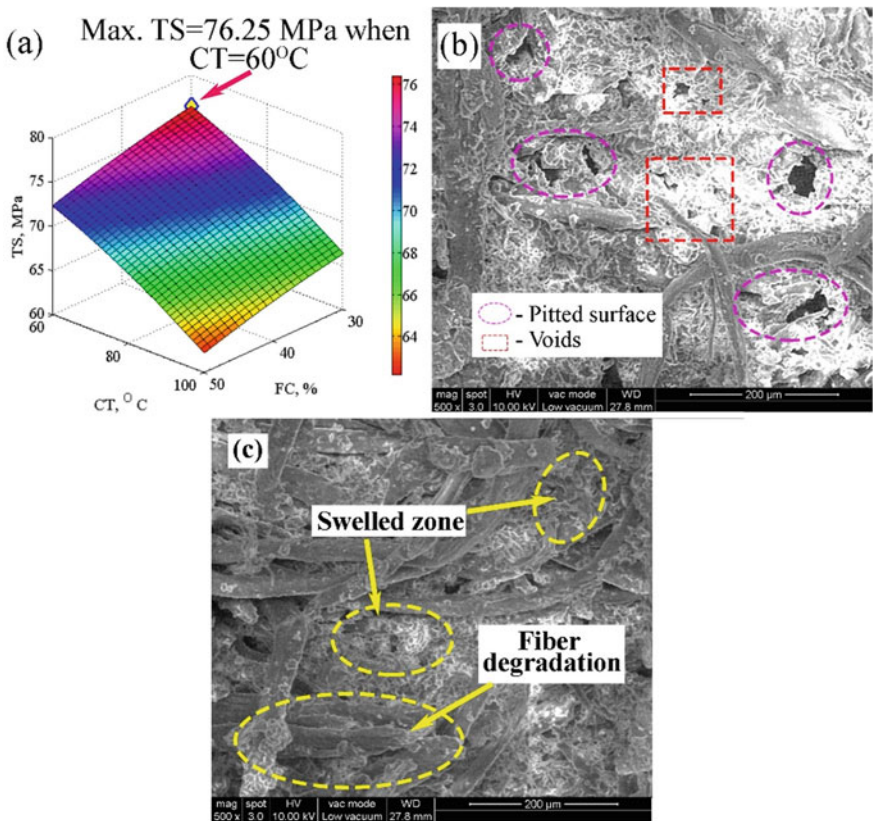 (a)
Max. TS=76.25 MPa when
CT=60°C
80
75
70
65
60
TS, MPa
60
80
100
CT, ° C
50
40
30
FC, %
76
74
72
70
68
66
64
(b)
- Pitted surface
- Voids
mag spot HV vac mode WD 200 μm
500 x 3.0 10.00 kV Low vacuum 27.8 mm
(c)
Swelled zone
Fiber
degradation
mag spot HV vac mode WD 200 μm
500 x 3.0 10.00 kV Low vacuum 27.8 mm